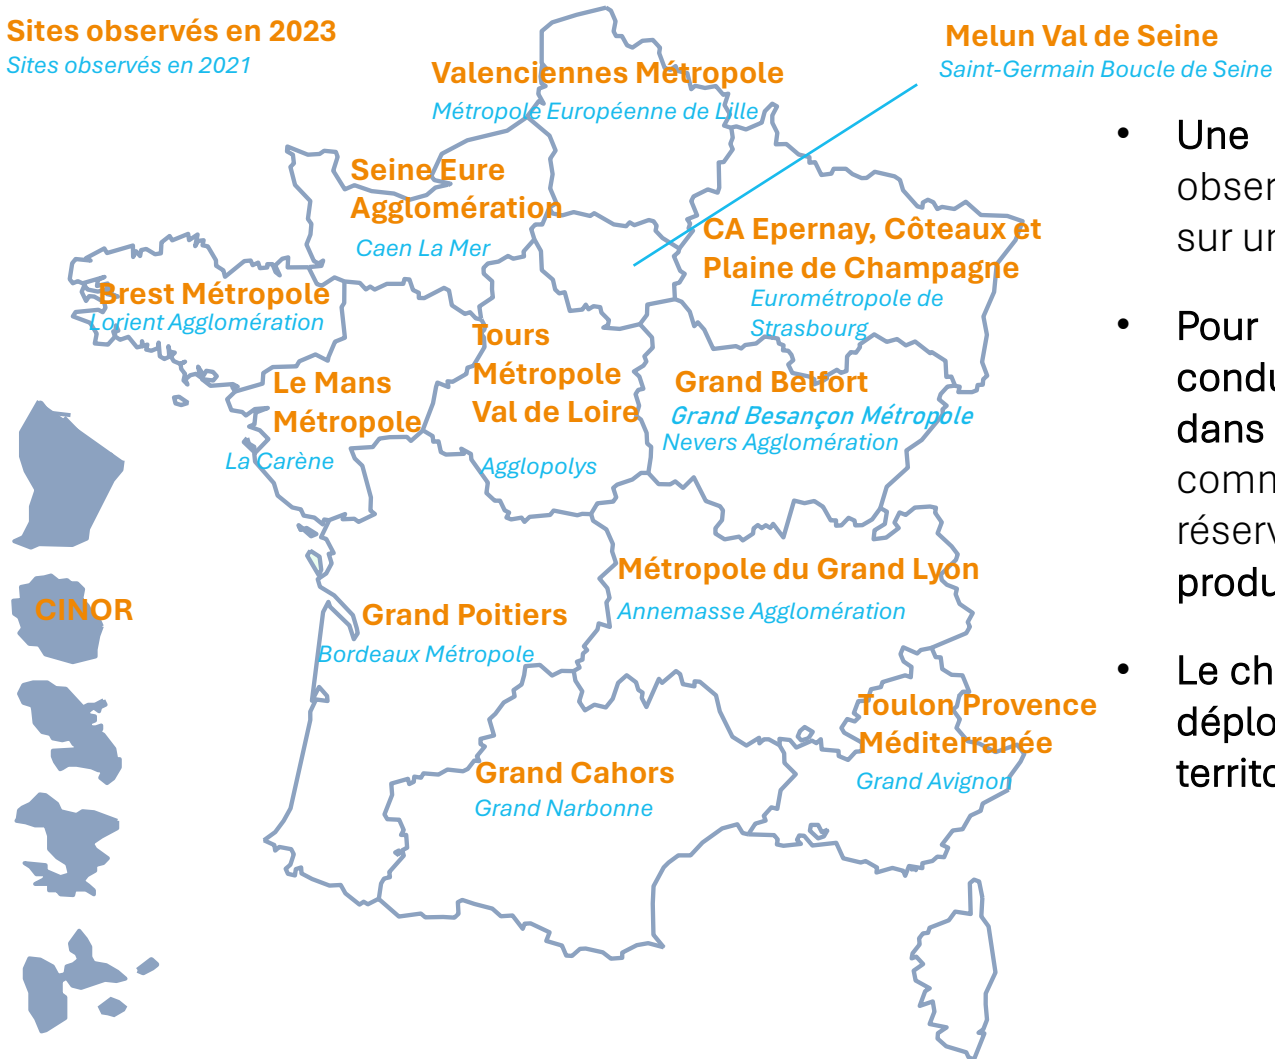 Sites observés en 2023
Sites observés en 2021
Melun Val de Seine
Saint-Germain Boucle de Seine
Valenciennes Métropole
Métropole Européenne de Lille
Seine Eure
Agglomération
Caen La Mer
CA Epernay, Côteaux et
Plaine de Champagne
Eurométropole de
Strasbourg
Brest Métropole
Lorient Agglomération
Tours
Métropole
Val de Loire
Agglopolys
Le Mans
Métropole
La Carène
Grand Belfort
Grand Besançon Métropole
Nevers Agglomération
Métropole du Grand Lyon
Annemasse Agglomération
CINOR
Grand Poitiers
Bordeaux Métropole
Toulon Provence
Méditerranée
Grand Avignon
Grand Cahors
Grand Narbonne
• Une
obser
sur un
• Pour
condu
dans
comm
réserv
produ
• Le ch
déplo
territo